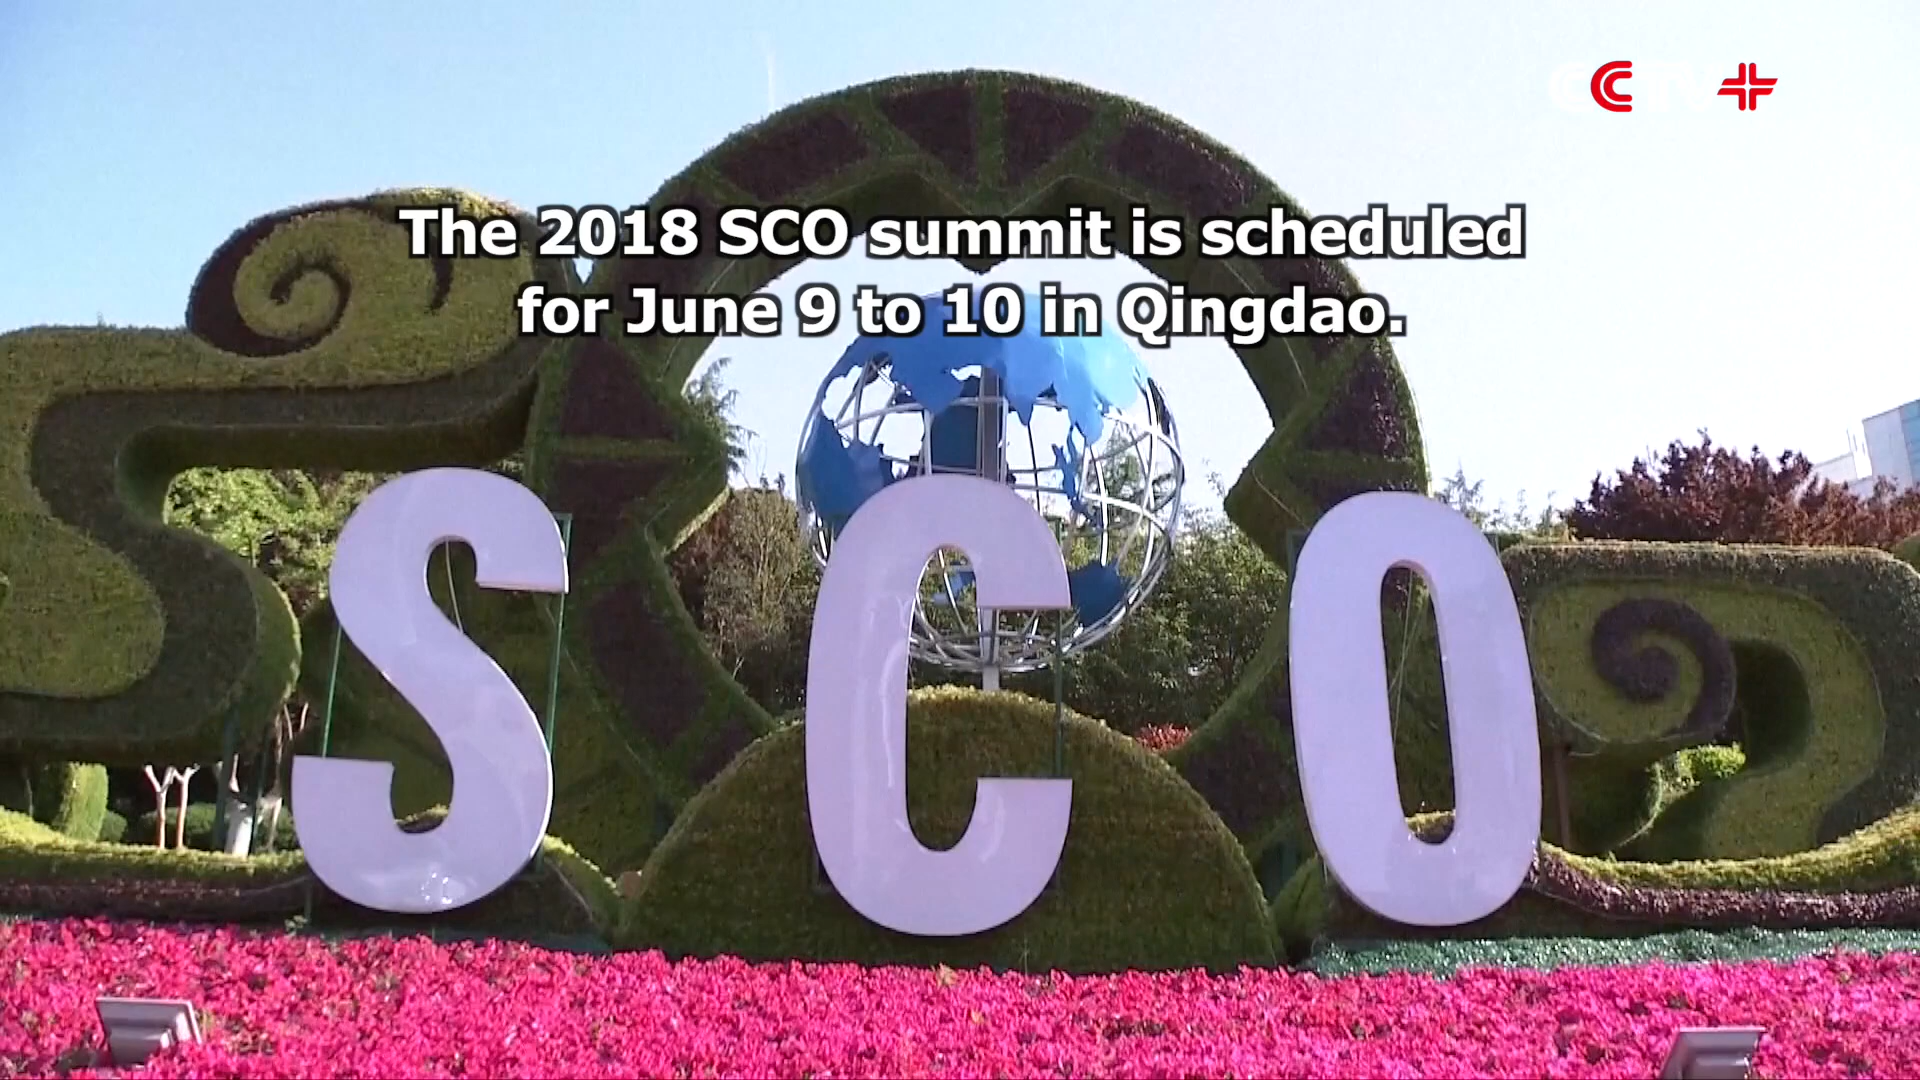 The 2018 SCO summit is scheduled
for June 9 to 10 in Qingdao.
SCO